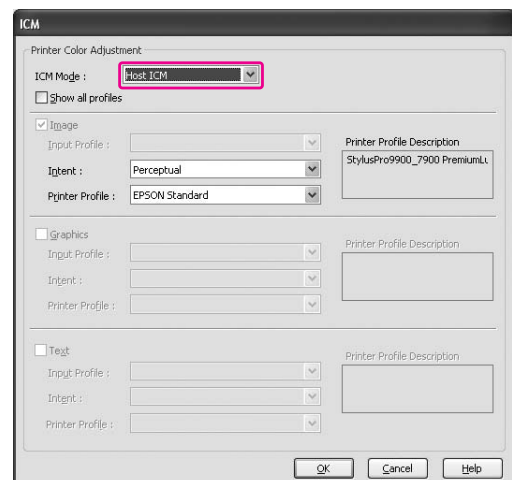 ICM
Printer Color Adjustment
ICM Mode : Host ICM
Show all profiles
Image
Input Profile :
Printer Profile Description
Intent : Perceptual
StylusPro9900_7900 PremiumLu
Printer Profile : EPSON Standard
Graphics
Input Profile :
Printer Profile Description
Intent :
Printer Profile :
Text
Input Profile :
Printer Profile Description
Intent :
Printer Profile :
OK Cancel Help